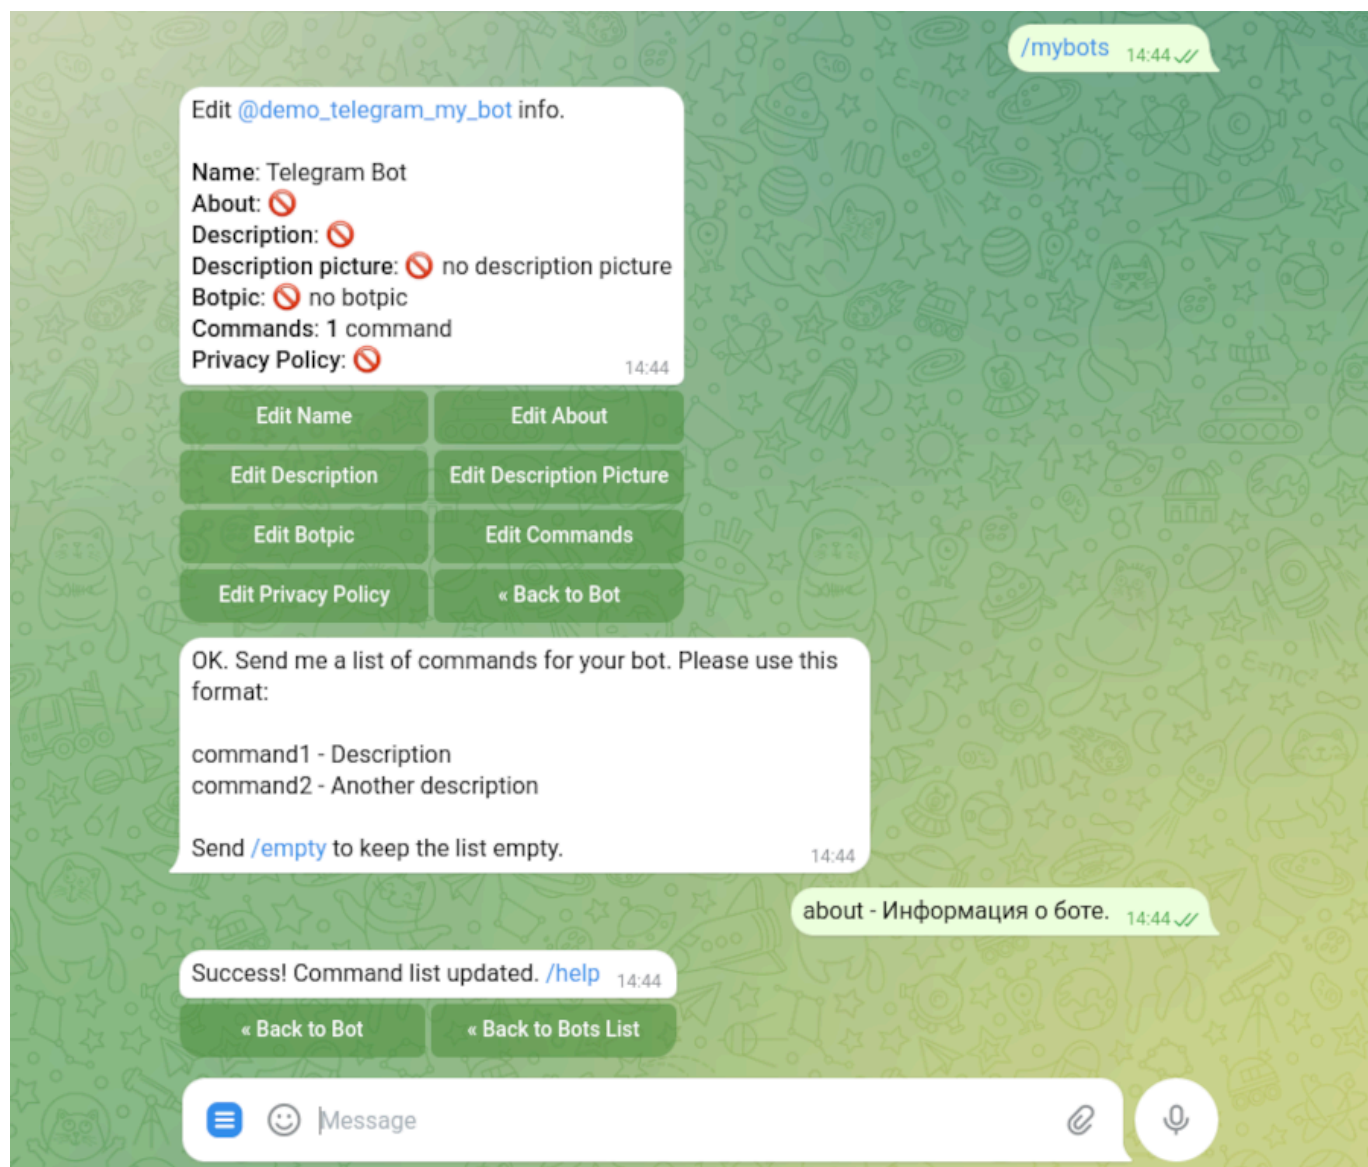 /mybots 14:44
Edit @demo_telegram_my_bot info.
Name: Telegram Bot
About: 🚫
Description: 🚫
Description picture: 🚫 no description picture
Botpic: 🚫 no botpic
Commands: 1 command
Privacy Policy: 🚫 14:44
Edit Name Edit About
Edit Description Edit Description Picture
Edit Botpic Edit Commands
Edit Privacy Policy « Back to Bot
OK. Send me a list of commands for your bot. Please use this
format:
command1 - Description
command2 - Another description
Send /empty to keep the list empty. 14:44
about - Информация о боте. 14:44
Success! Command list updated. /help 14:44
« Back to Bot « Back to Bots List
Message